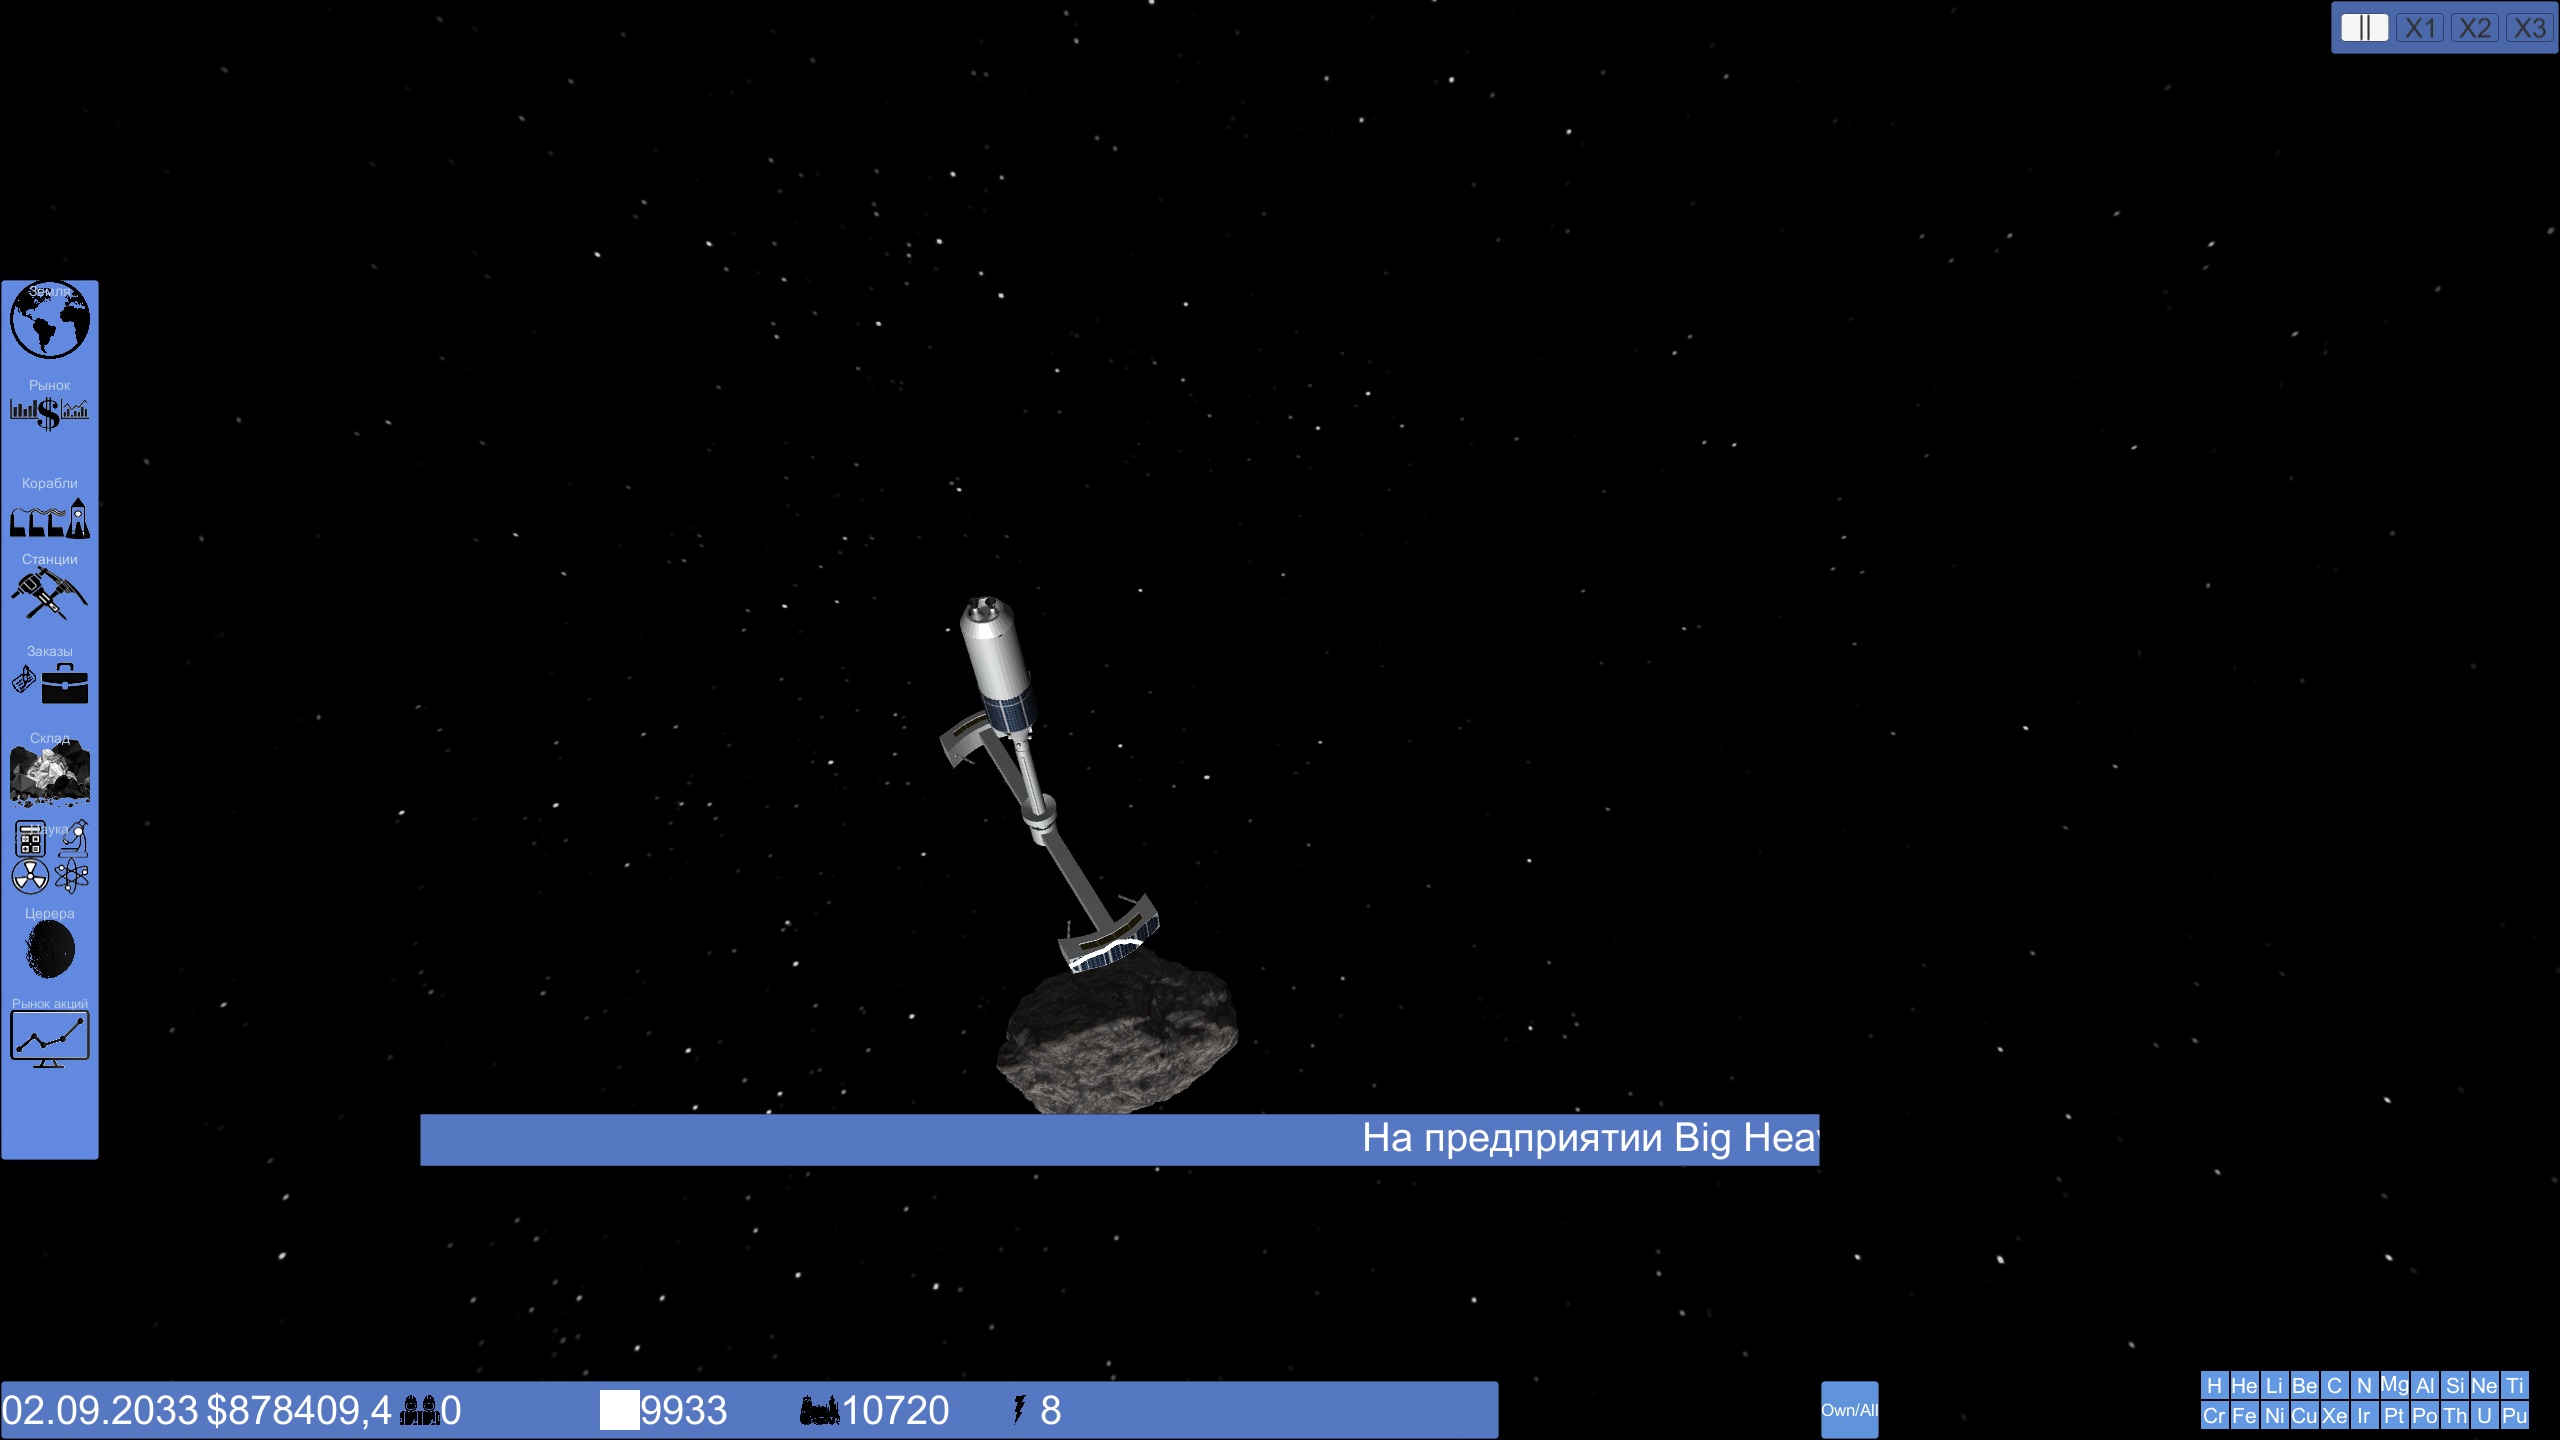 || X1 X2 X3
Земля
Рынок
Корабли
Станции
Заказы
Склад
Наука
Церера
Рынок акций
На предприятии Big Hea
02.09.2033 $878409,4 0 9933 10720 8
Own/All
H He Li Be C N Mg Al Si Ne Ti
Cr Fe Ni Cu Xe Ir Pt Po Th U Pu